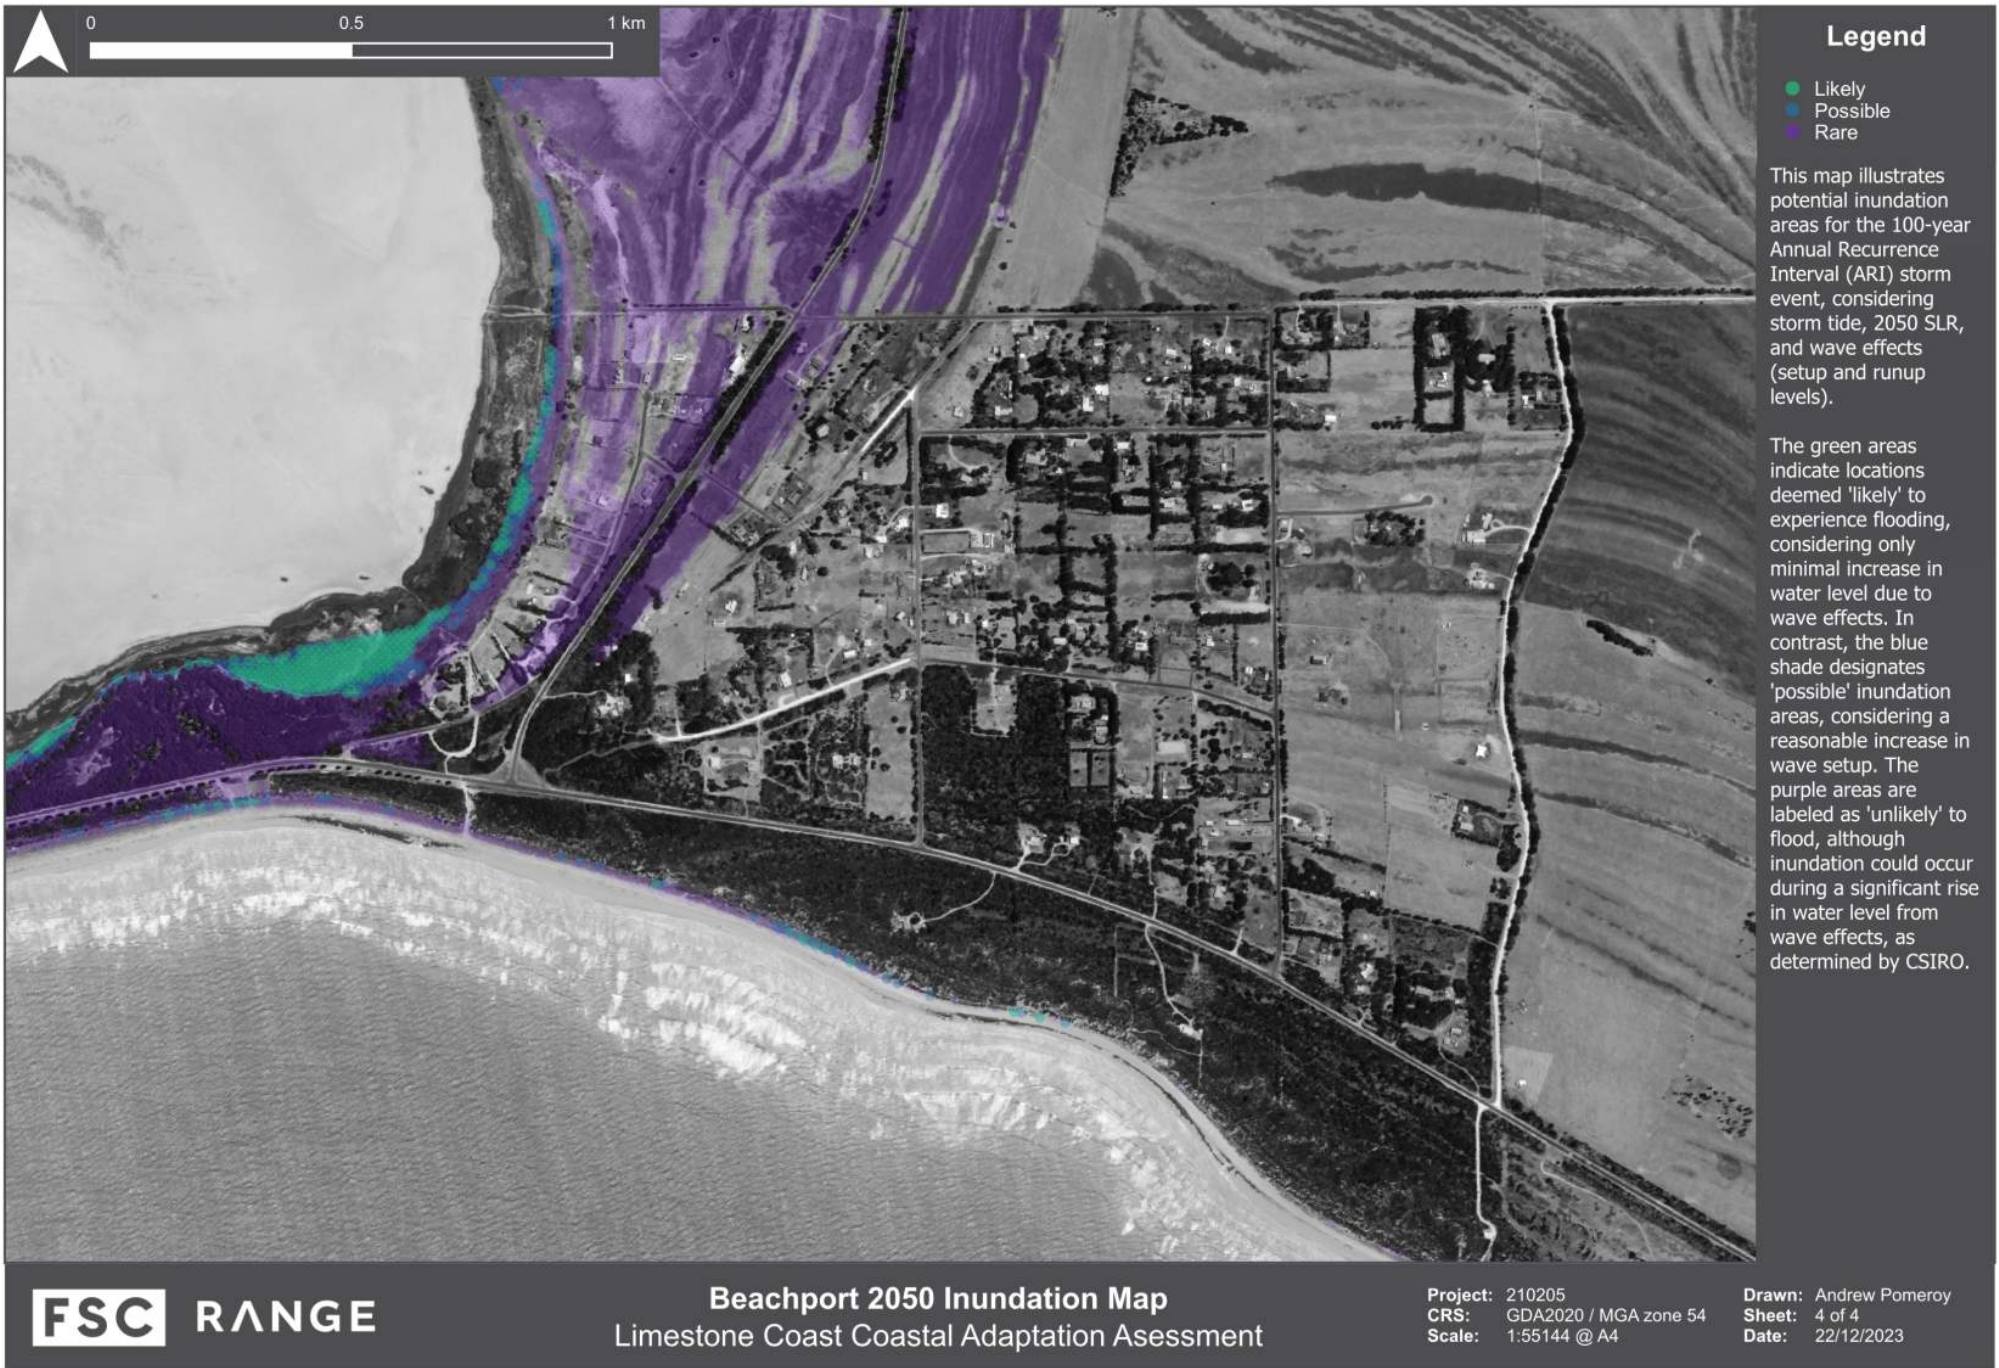 0 0.5 1 km
Legend
Likely
Possible
Rare
This map illustrates
potential inundation
areas for the 100-year
Annual Recurrence
Interval (ARI) storm
event, considering
storm tide, 2050 SLR,
and wave effects
(setup and runup
levels).
The green areas
indicate locations
deemed 'likely' to
experience flooding,
considering only
minimal increase in
water level due to
wave effects. In
contrast, the blue
shade designates
'possible' inundation
areas, considering a
reasonable increase in
wave setup. The
purple areas are
labeled as 'unlikely' to
flood, although
inundation could occur
during a significant rise
in water level from
wave effects, as
determined by CSIRO.
FSC RANGE
Beachport 2050 Inundation Map
Limestone Coast Coastal Adaptation Asessment
Project: 210205
CRS: GDA2020 / MGA zone 54
Scale: 1:55144 @ A4
Drawn: Andrew Pomeroy
Sheet: 4 of 4
Date: 22/12/2023